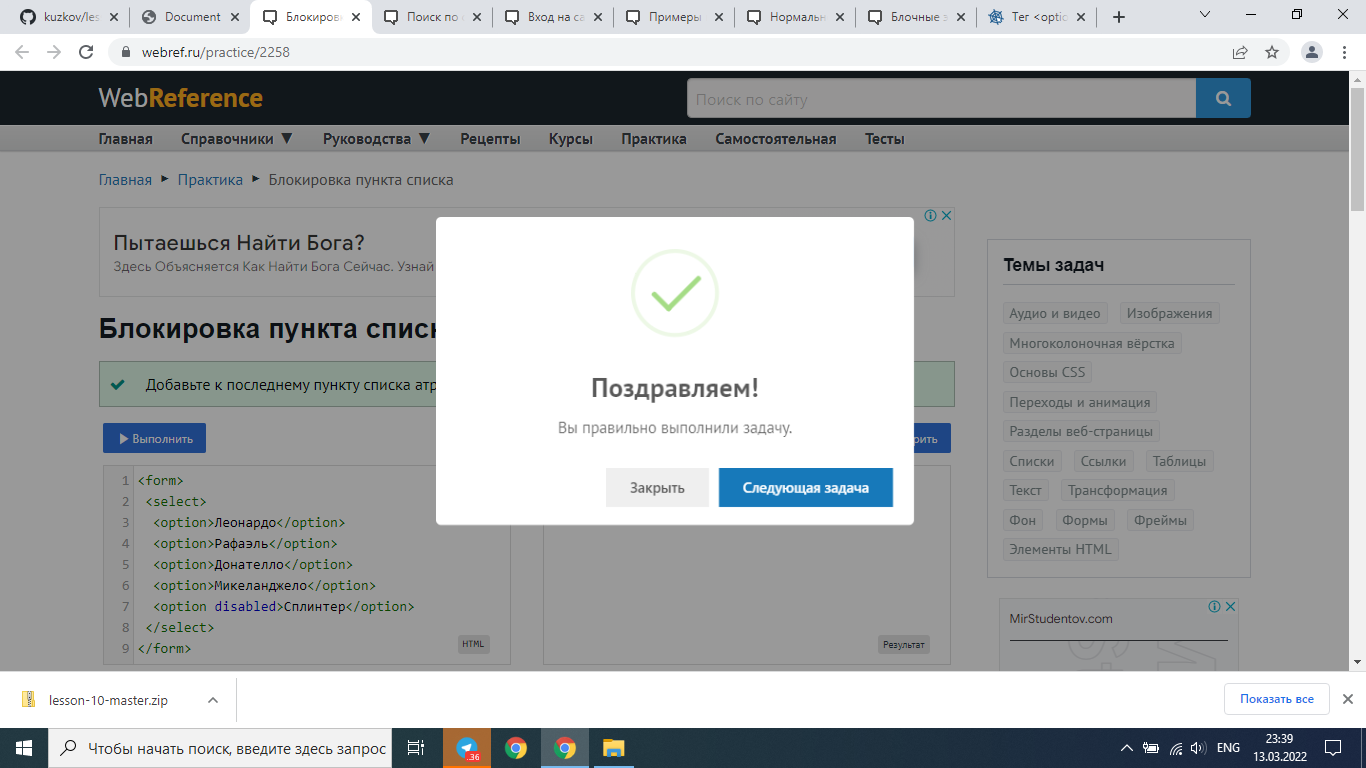 kuzkov/les
Document
Блокировк
Поиск по с
Вход на са
Примеры
Нормальн
Блочные э
Тег <optio
webref.ru/practice/2258
WebReference
Поиск по сайту
Главная Справочники ▼ Руководства ▼ Рецепты Курсы Практика Самостоятельная Тесты
Главная ▸ Практика ▸ Блокировка пункта списка
Пытаешься Найти Бога?
Здесь Объясняется Как Найти Бога Сейчас. Узнай
Блокировка пункта списк
Добавьте к последнему пункту списка атр
Выполнить
рить
1 <form>
2 <select>
3 <option>Леонардо</option>
4 <option>Рафаэль</option>
5 <option>Донателло</option>
6 <option>Микеланджело</option>
7 <option disabled>Сплинтер</option>
8 </select>
9 </form>
HTML
Результат
Поздравляем!
Вы правильно выполнили задачу.
Закрыть
Следующая задача
Темы задач
Аудио и видео Изображения
Многоколоночная вёрстка
Основы CSS
Переходы и анимация
Разделы веб-страницы
Списки Ссылки Таблицы
Текст Трансформация
Фон Формы Фреймы
Элементы HTML
MirStudentov.com
lesson-10-master.zip
Показать все
Чтобы начать поиск, введите здесь запрос
.36
ENG
23:39
13.03.2022